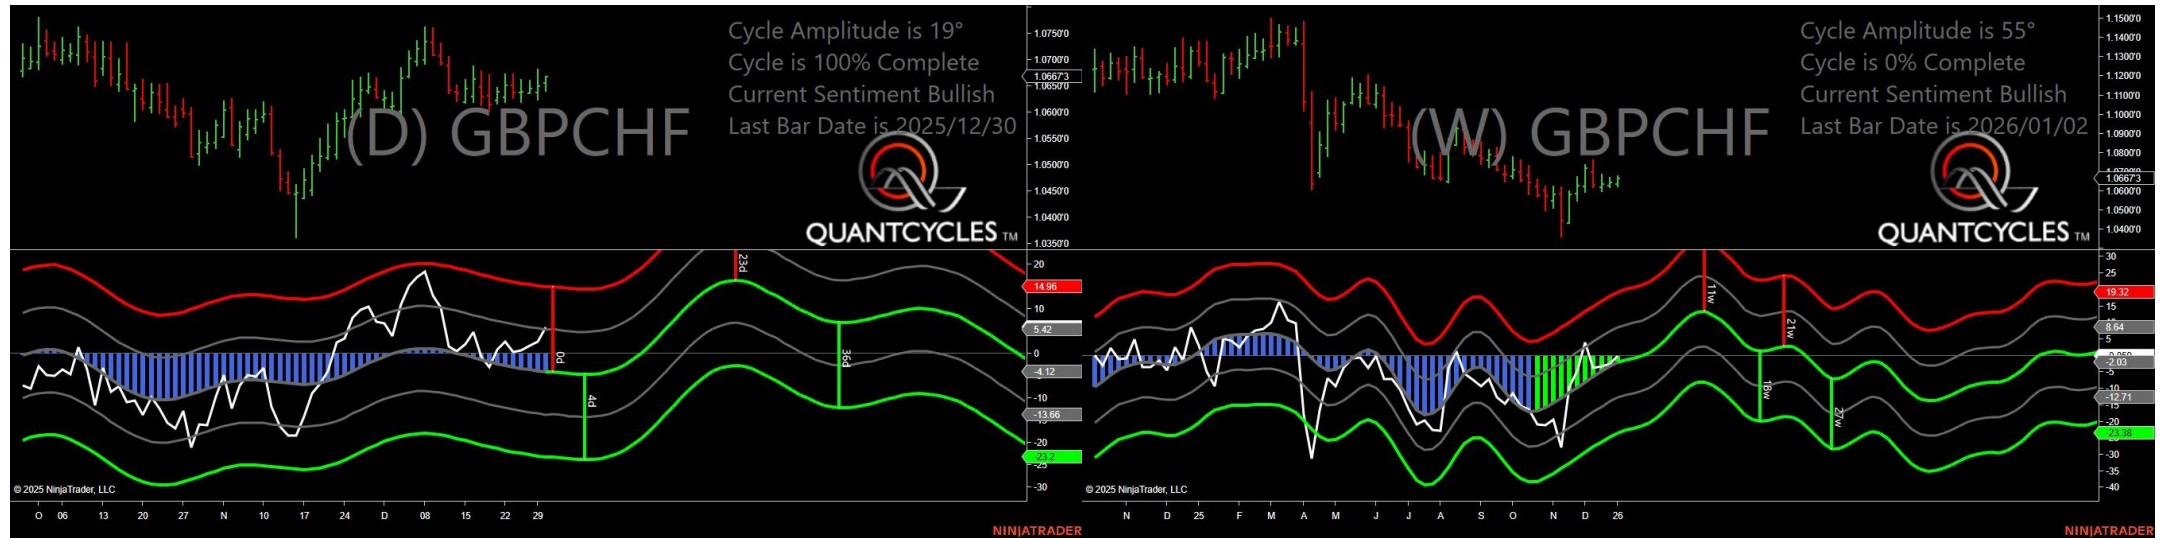 Cycle Amplitude is 19°
Cycle is 100% Complete
Current Sentiment Bullish
Last Bar Date is 2025/12/30
(D) GBPCHF
QUANTCYCLES TM
1.0750'0
1.0700'0
1.0667'3
1.0650'0
1.0600'0
1.0550'0
1.0500'0
1.0450'0
1.0400'0
1.0350'0
23d
0d
4d
36d
20
14.96
10
5.42
0
-4.12
-10
-13.66
-20
-23.2
-25
-30
© 2025 NinjaTrader, LLC
O 06 13 20 27 N 10 17 24 D 08 15 22 29
NINJATRADER
Cycle Amplitude is 55°
Cycle is 0% Complete
Current Sentiment Bullish
Last Bar Date is 2026/01/02
(W) GBPCHF
QUANTCYCLES TM
1.1500'0
1.1400'0
1.1300'0
1.1200'0
1.1100'0
1.1000'0
1.0900'0
1.0800'0
1.0667'3
1.0600'0
1.0500'0
1.0400'0
11w
21w
18w
27w
30
25
19.32
15
8.64
5
-2.03
-5
-10
-12.71
-20
-23.38
-30
-35
-40
© 2025 NinjaTrader, LLC
N D 25 F M A M J J A S O N D 26
NINJATRADER